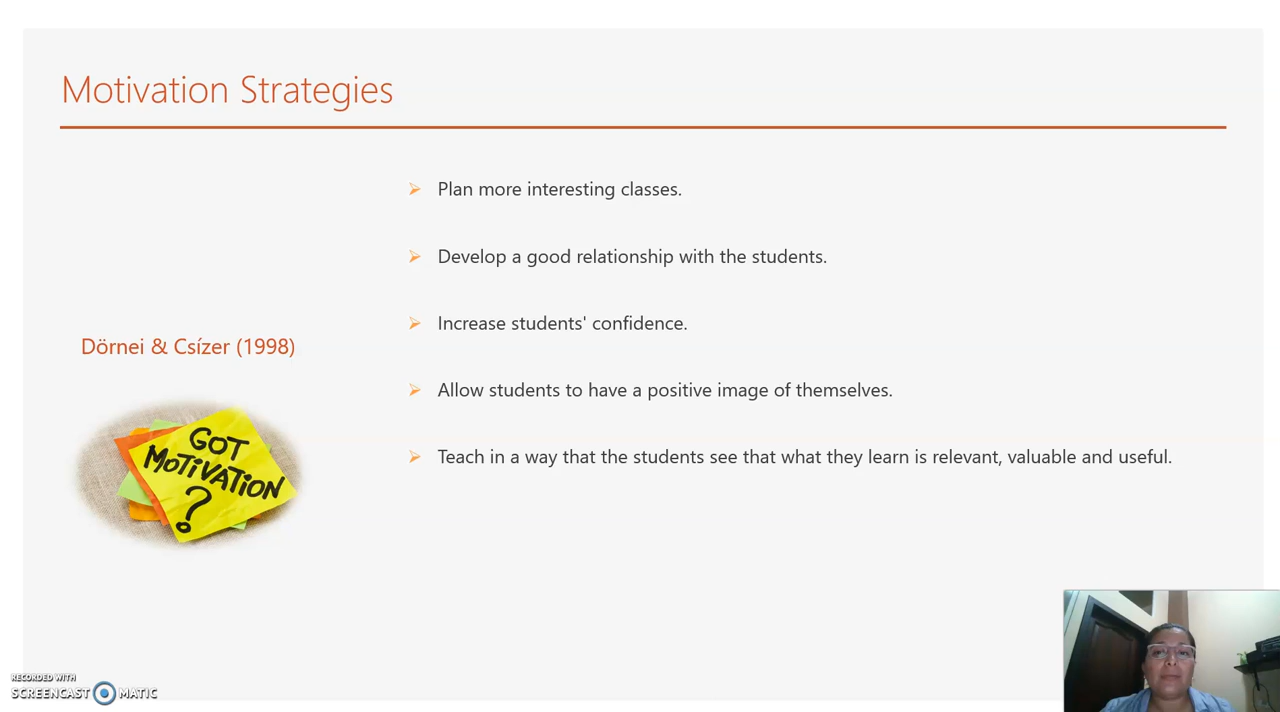 Motivation Strategies
Plan more interesting classes.
Develop a good relationship with the students.
Increase students' confidence.
Dörnei & Csízer (1998)
Allow students to have a positive image of themselves.
Teach in a way that the students see that what they learn is relevant, valuable and useful.
GOT
MOTIVATION
?
RECORDED WITH
SCREENCAST MATIC